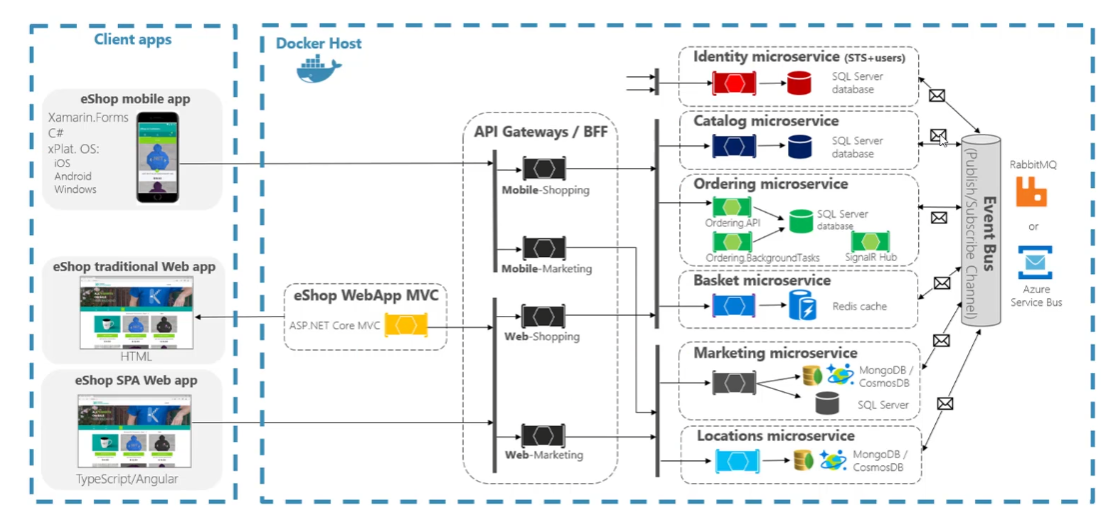 Client apps
eShop mobile app
Xamarin.Forms
C#
xPlat. OS:
iOS
Android
Windows
eShop traditional Web app
HTML
eShop SPA Web app
TypeScript/Angular
Docker Host
eShop WebApp MVC
ASP.NET Core MVC
API Gateways / BFF
Mobile-Shopping
Mobile-Marketing
Web-Shopping
Web-Marketing
Identity microservice (STS+users)
SQL Server
database
Catalog microservice
SQL Server
database
Ordering microservice
Ordering.API
SQL Server
database
Ordering.BackgroundTasks
SignalR Hub
Basket microservice
Redis cache
Marketing microservice
MongoDB /
CosmosDB
SQL Server
Locations microservice
MongoDB /
CosmosDB
Event Bus
(Publish/Subscribe Channel)
RabbitMQ
or
Azure
Service Bus